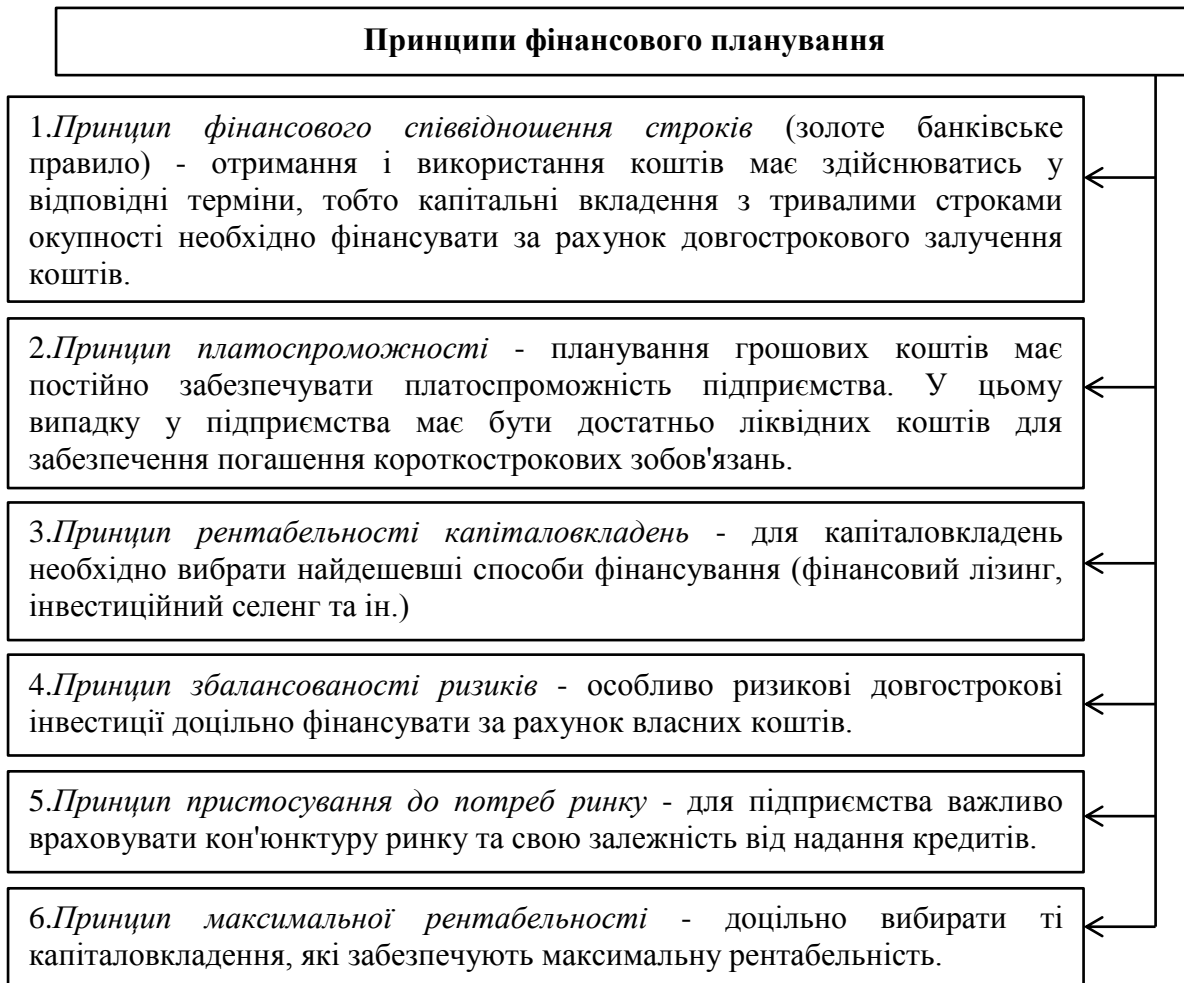 Принципи фінансового планування
1.Принцип фінансового співвідношення строків (золоте банківське
правило) - отримання і використання коштів має здійснюватись у
відповідні терміни, тобто капітальні вкладення з тривалими строками
окупності необхідно фінансувати за рахунок довгострокового залучення
коштів.
2.Принцип платоспроможності - планування грошових коштів має
постійно забезпечувати платоспроможність підприємства. У цьому
випадку у підприємства має бути достатньо ліквідних коштів для
забезпечення погашення короткострокових зобов'язань.
3.Принцип рентабельності капіталовкладень - для капіталовкладень
необхідно вибрати найдешевші способи фінансування (фінансовий лізинг,
інвестиційний селенг та ін.)
4.Принцип збалансованості ризиків - особливо ризикові довгострокові
інвестиції доцільно фінансувати за рахунок власних коштів.
5.Принцип пристосування до потреб ринку - для підприємства важливо
враховувати кон'юнктуру ринку та свою залежність від надання кредитів.
6.Принцип максимальної рентабельності - доцільно вибирати ті
капіталовкладення, які забезпечують максимальну рентабельність.